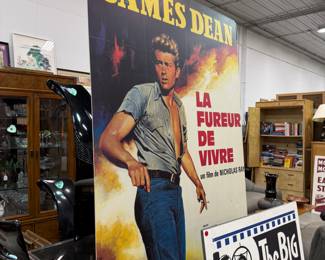 JAMES DEAN
LA
FUREUR
DE
VIVRE
un film de NICHOLAS RAY
The BIG